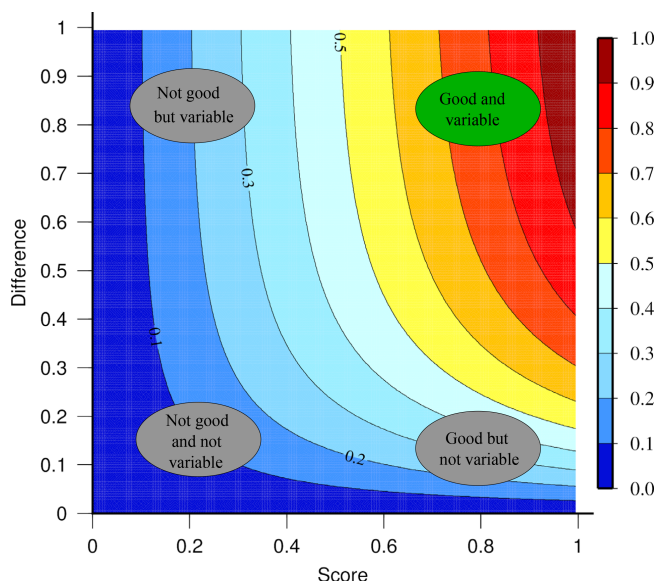 1
0.9
0.8
0.7
0.6
0.5
0.4
0.3
0.2
0.1
0
Difference
0
0.2
0.4
0.6
0.8
1
Score
Not good
but variable
Good and
variable
Not good
and not
variable
Good but
not variable
0.5
0.3
0.1
0.2
1.0
0.9
0.8
0.7
0.6
0.5
0.4
0.3
0.2
0.1
0.0